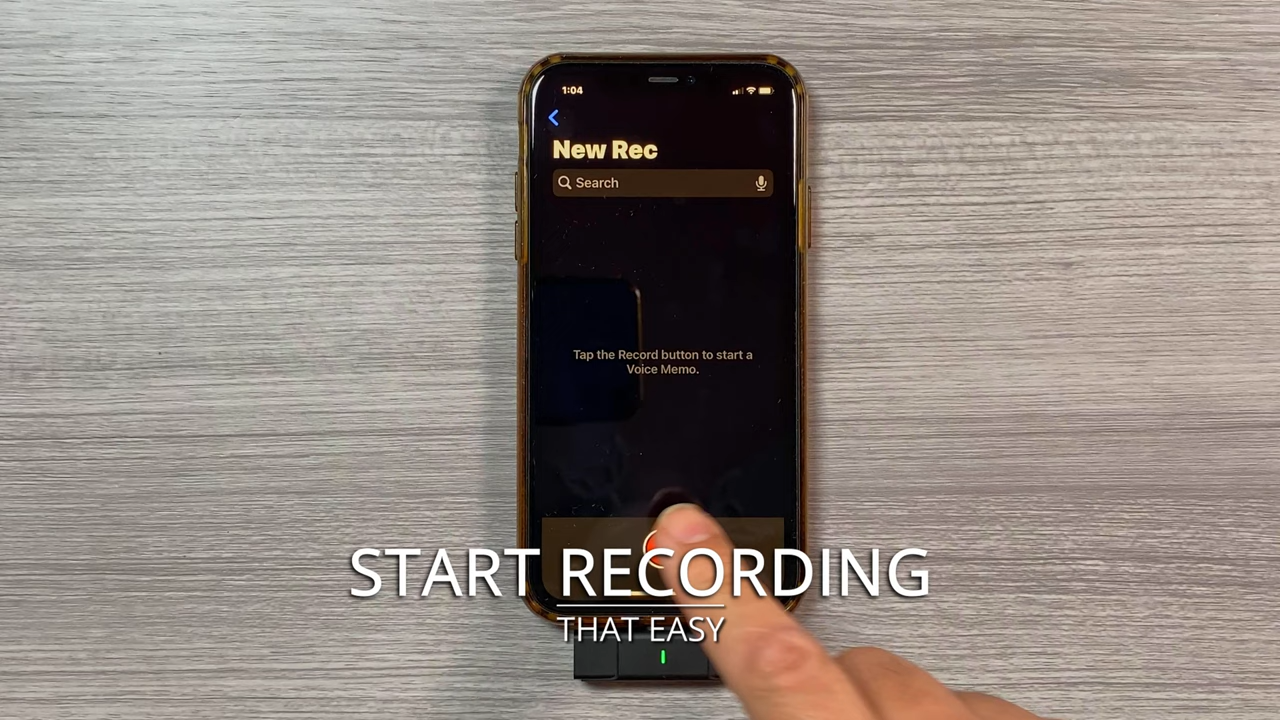 1:04
New Rec
Search
Tap the Record button to start a
Voice Memo.
START RECORDING
THAT EASY